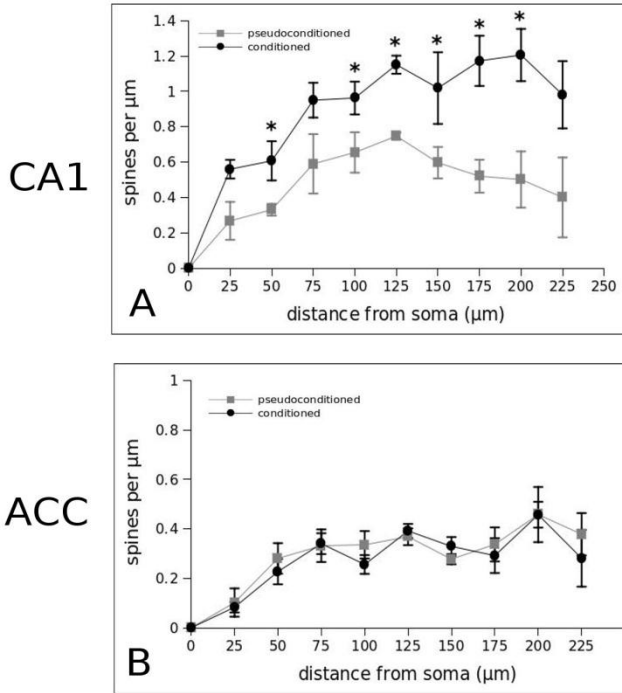 CA1
spines per µm
1.4
1.2
1
0.8
0.6
0.4
0.2
0
pseudoconditioned
conditioned
* * * * * *
0 25 50 75 100 125 150 175 200 225 250
A
distance from soma (µm)
ACC
spines per µm
1
0.8
0.6
0.4
0.2
0
pseudoconditioned
conditioned
0 25 50 75 100 125 150 175 200 225
B
distance from soma (µm)